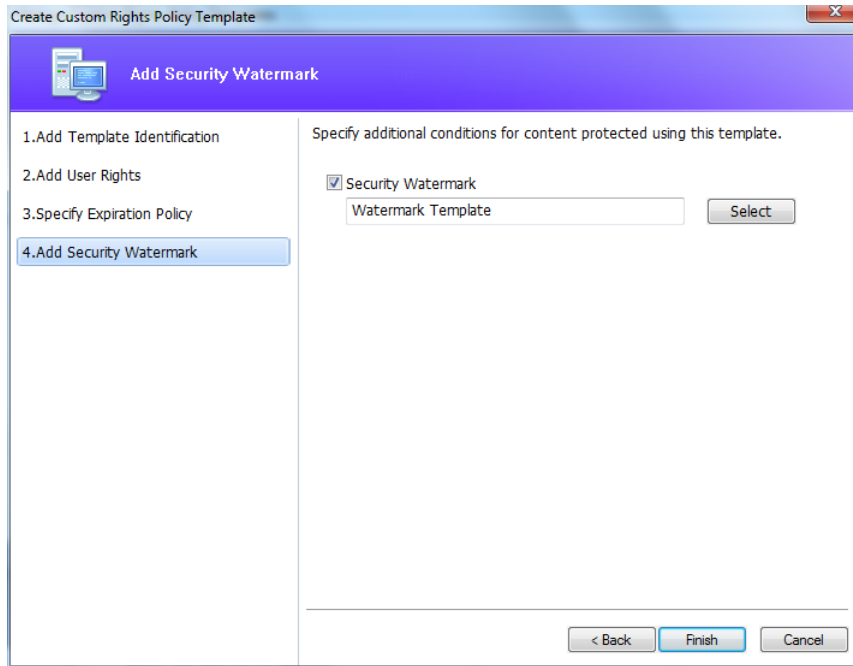 Create Custom Rights Policy Template
Add Security Watermark
1.Add Template Identification
2.Add User Rights
3.Specify Expiration Policy
4.Add Security Watermark
Specify additional conditions for content protected using this template.
Security Watermark
Watermark Template
Select
< Back
Finish
Cancel